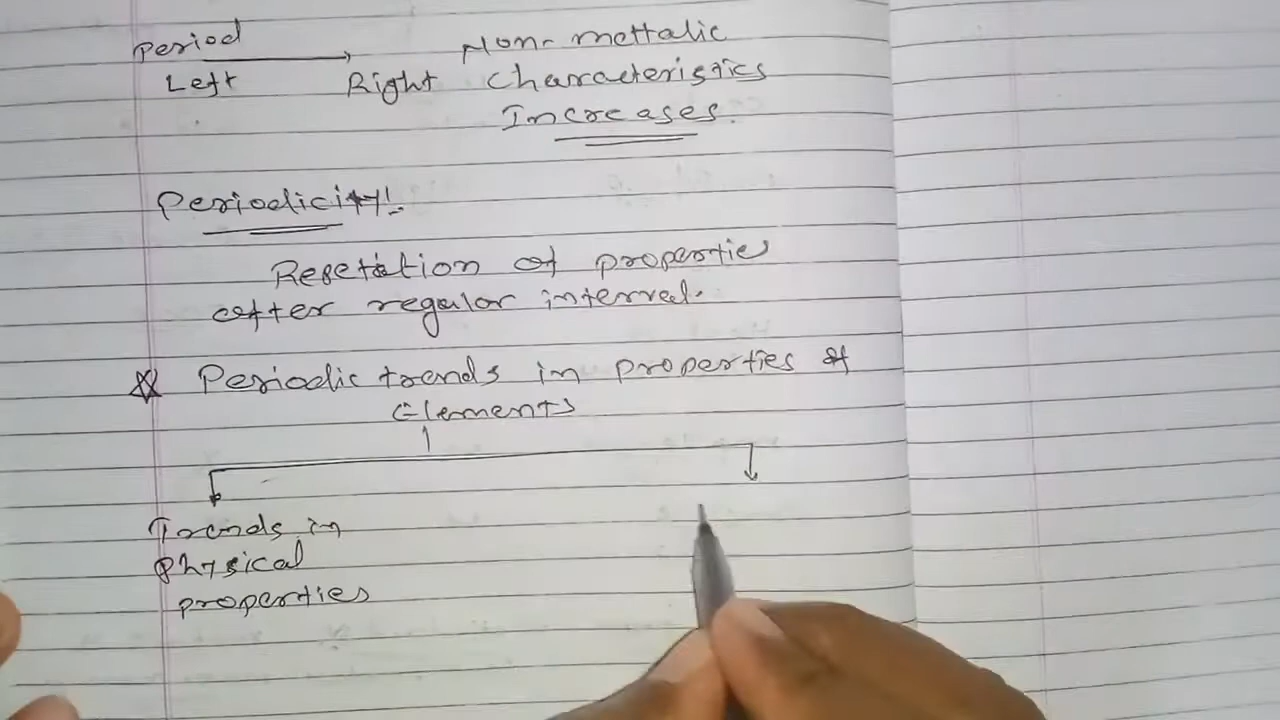 Period Non-mettalic
Left Right Characteristics
Increases.
Periodicity!
Repetation of propertie
after regular interval.
Periodic trends in properties of
Elements
Trends in
Physical
properties